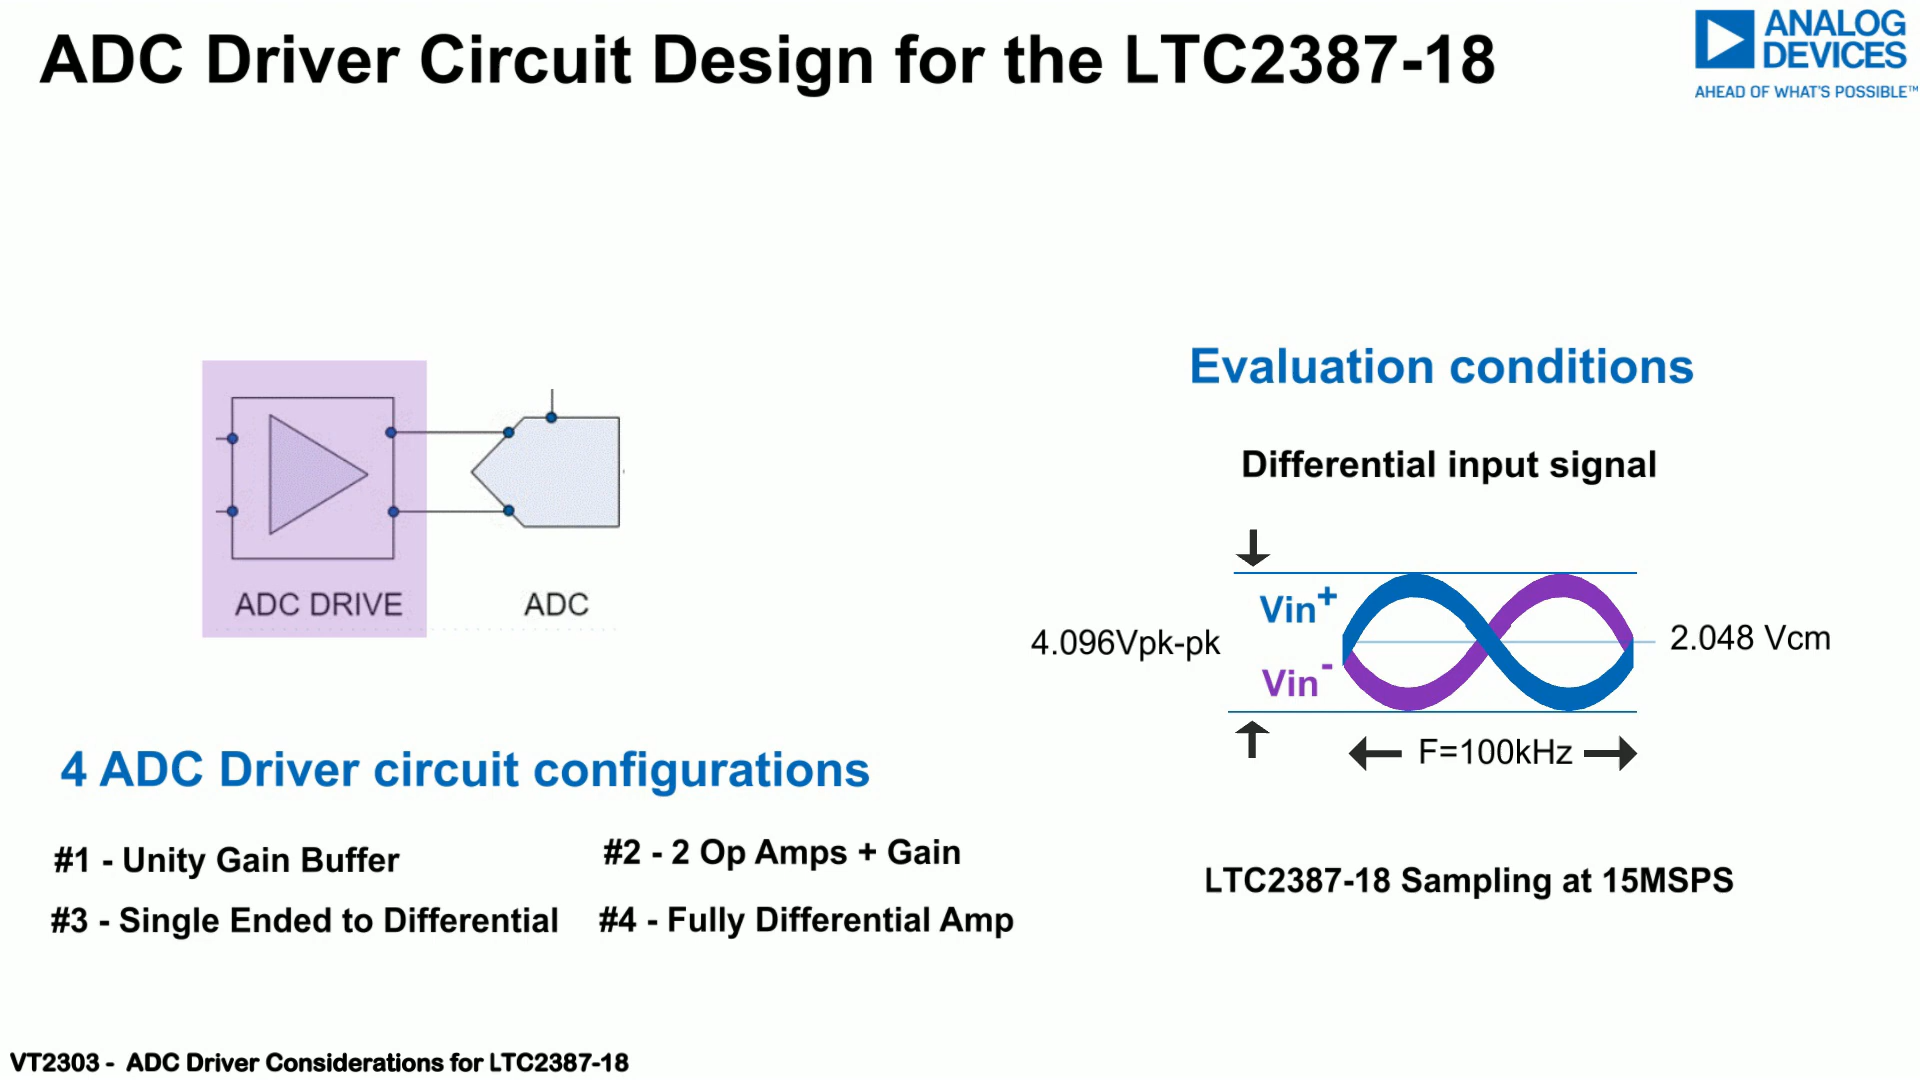 ADC Driver Circuit Design for the LTC2387-18
ANALOG
DEVICES
AHEAD OF WHAT'S POSSIBLE™
ADC DRIVE
ADC
Evaluation conditions
Differential input signal
Vin+
4.096Vpk-pk
2.048 Vcm
Vin-
F=100kHz
LTC2387-18 Sampling at 15MSPS
4 ADC Driver circuit configurations
#1 - Unity Gain Buffer
#2 - 2 Op Amps + Gain
#3 - Single Ended to Differential
#4 - Fully Differential Amp
VT2303 - ADC Driver Considerations for LTC2387-18